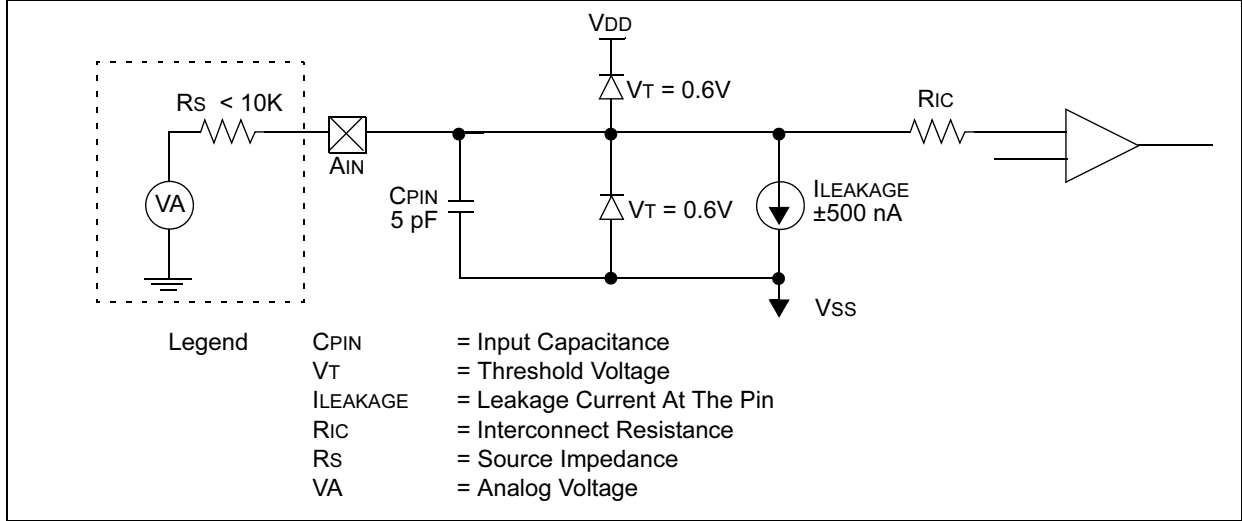 VDD
VT = 0.6V
RS < 10K
RIC
AIN
VA
CPIN
5 pF
VT = 0.6V
ILEAKAGE
±500 nA
VSS
Legend
CPIN = Input Capacitance
VT = Threshold Voltage
ILEAKAGE = Leakage Current At The Pin
RIC = Interconnect Resistance
RS = Source Impedance
VA = Analog Voltage